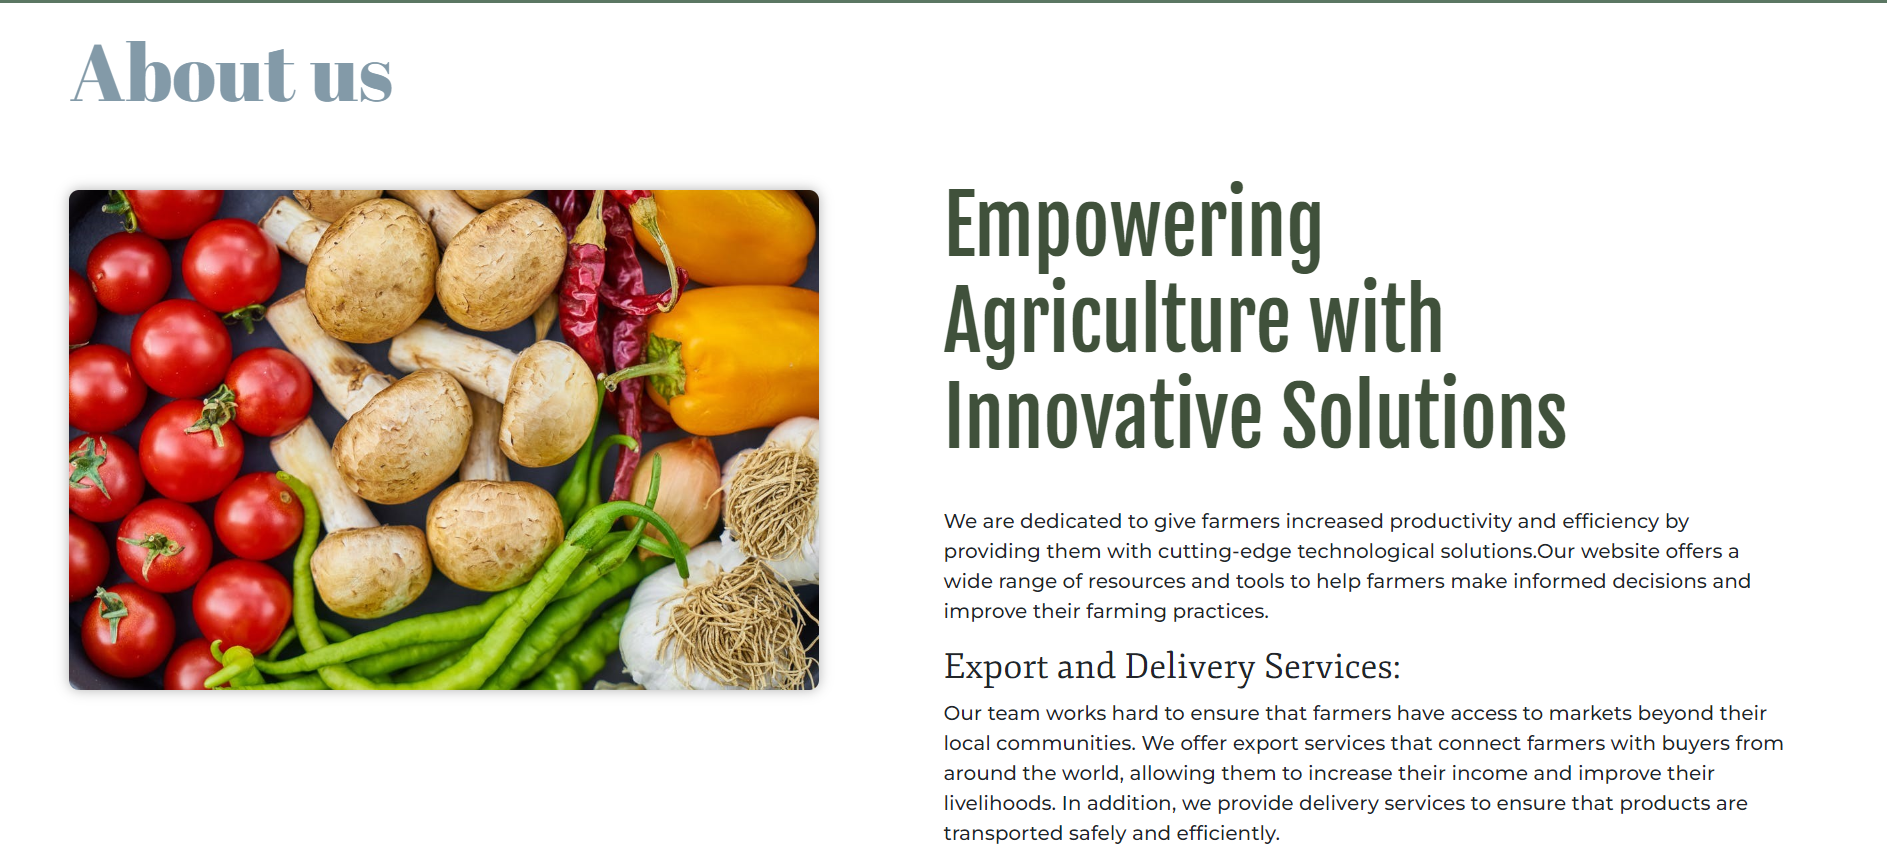 About us
Empowering
Agriculture with
Innovative Solutions
We are dedicated to give farmers increased productivity and efficiency by
providing them with cutting-edge technological solutions.Our website offers a
wide range of resources and tools to help farmers make informed decisions and
improve their farming practices.
Export and Delivery Services:
Our team works hard to ensure that farmers have access to markets beyond their
local communities. We offer export services that connect farmers with buyers from
around the world, allowing them to increase their income and improve their
livelihoods. In addition, we provide delivery services to ensure that products are
transported safely and efficiently.